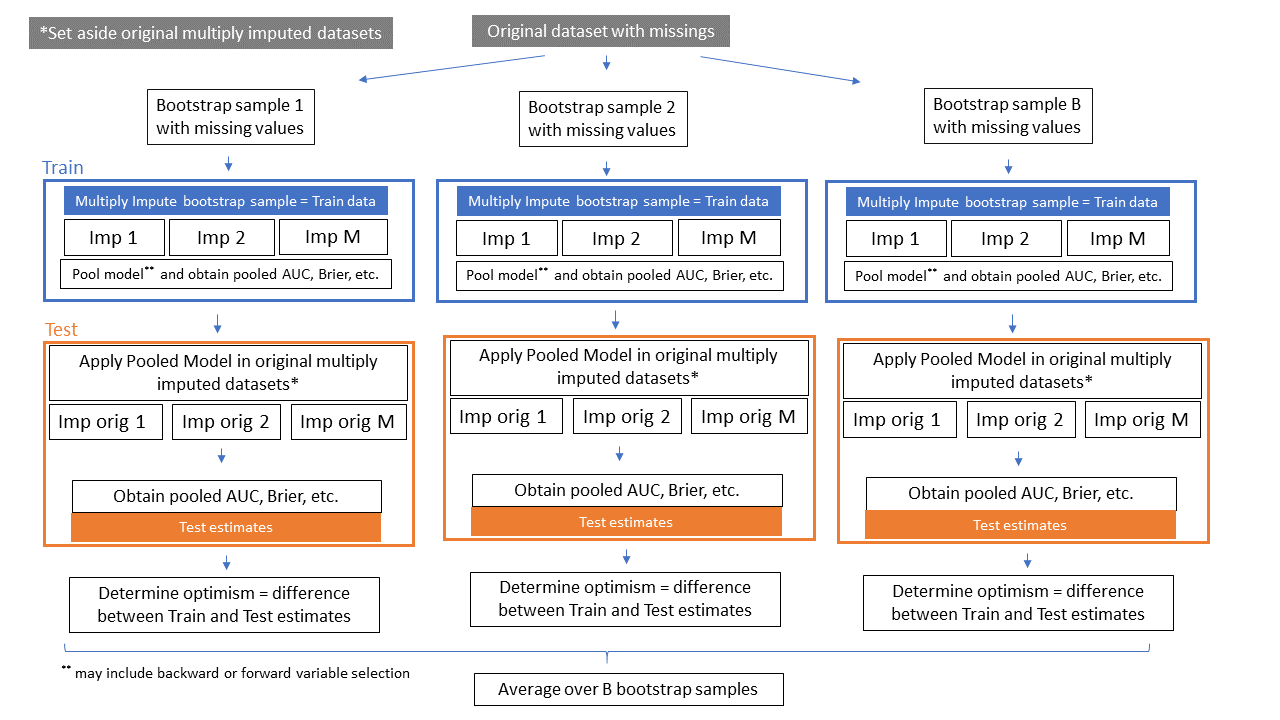 *Set aside original multiply imputed datasets
Original dataset with missings
Bootstrap sample 1
with missing values
Bootstrap sample 2
with missing values
Bootstrap sample B
with missing values
Train
Multiply Impute bootstrap sample = Train data
Imp 1
Imp 2
Imp M
Pool model** and obtain pooled AUC, Brier, etc.
Multiply Impute bootstrap sample = Train data
Imp 1
Imp 2
Imp M
Pool model** and obtain pooled AUC, Brier, etc.
Multiply Impute bootstrap sample = Train data
Imp 1
Imp 2
Imp M
Pool model** and obtain pooled AUC, Brier, etc.
Test
Apply Pooled Model in original multiply
imputed datasets*
Imp orig 1
Imp orig 2
Imp orig M
Obtain pooled AUC, Brier, etc.
Test estimates
Apply Pooled Model in original multiply
imputed datasets*
Imp orig 1
Imp orig 2
Imp orig M
Obtain pooled AUC, Brier, etc.
Test estimates
Apply Pooled Model in original multiply
imputed datasets*
Imp orig 1
Imp orig 2
Imp orig M
Obtain pooled AUC, Brier, etc.
Test estimates
Determine optimism = difference
between Train and Test estimates
Determine optimism = difference
between Train and Test estimates
Determine optimism = difference
between Train and Test estimates
** may include backward or forward variable selection
Average over B bootstrap samples